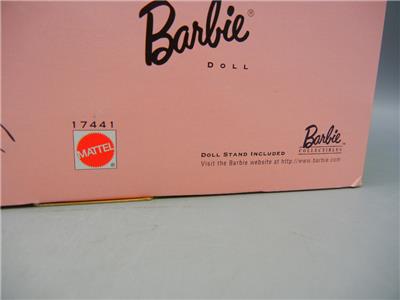 Barbie®
DOLL
17441
MATTEL®
Barbie
COLLECTIBLES
DOLL STAND INCLUDED
Visit the Barbie website at http://www.barbie.com